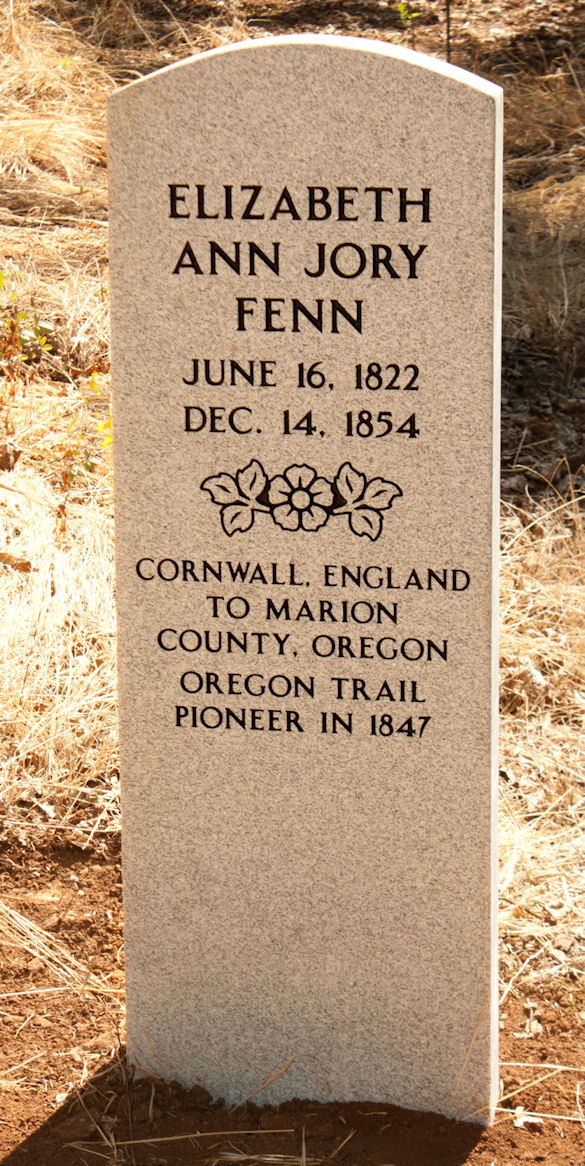 ELIZABETH
ANN JORY
FENN
JUNE 16, 1822
DEC. 14, 1854
CORNWALL, ENGLAND
TO MARION
COUNTY, OREGON
OREGON TRAIL
PIONEER IN 1847